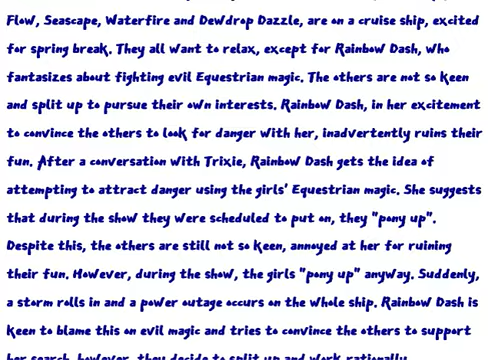 Flow, Seascape, Waterfire and Dewdrop Dazzle, are on a cruise ship, excited
for spring break. They all want to relax, except for Rainbow Dash, who
fantasizes about fighting evil Equestrian magic. The others are not so keen
and split up to pursue their own interests. Rainbow Dash, in her excitement
to convince the others to look for danger with her, inadvertently ruins their
fun. After a conversation with Trixie, Rainbow Dash gets the idea of
attempting to attract danger using the girls' Equestrian magic. She suggests
that during the show they were scheduled to put on, they "pony up".
Despite this, the others are still not so keen, annoyed at her for ruining
their fun. However, during the show, the girls "pony up" anyway. Suddenly,
a storm rolls in and a power outage occurs on the whole ship. Rainbow Dash is
keen to blame this on evil magic and tries to convince the others to support
her search, however, they decide to split up and work rationally